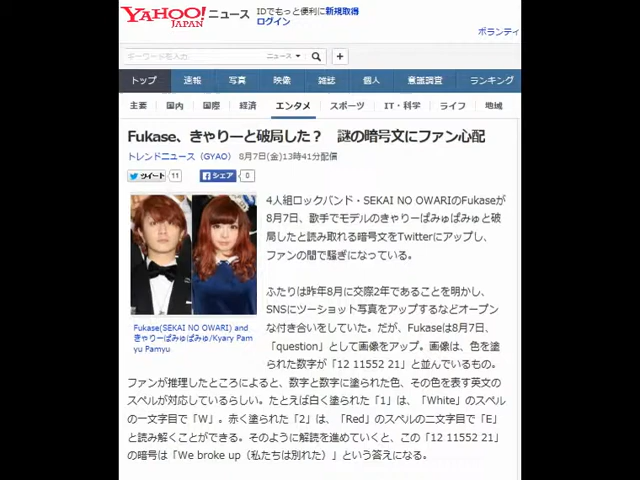 YAHOO! JAPAN ニュース
IDでもっと便利に新規取得
ログイン
ボランティ
キーワードを入力
ニュース
トップ 速報 写真 映像 雑誌 個人 意識調査 ランキング
主要 国内 国際 経済 エンタメ スポーツ IT・科学 ライフ 地域
Fukase、きゃりーと破局した? 謎の暗号文にファン心配
トレンドニュース(GYAO) 8月7日(金)13時41分配信
ツイート 11 シェア 0
4人組ロックバンド・SEKAI NO OWARIのFukaseが
8月7日、歌手でモデルのきゃりーぱみゅぱみゅと破
局したと読み取れる暗号文をTwitterにアップし、
ファンの間で騒ぎになっている。
ふたりは昨年8月に交際2年であることを明かし、
SNSにツーショット写真をアップするなどオープン
な付き合いをしていた。だが、Fukaseは8月7日、
「question」として画像をアップ。画像は、色を塗
られた数字が「12 11552 21」と並んでいるもの。
Fukase(SEKAI NO OWARI) and
きゃりーぱみゅぱみゅ/Kyary Pam
yu Pamyu
ファンが推理したところによると、数字と数字に塗られた色、その色を表す英文の
スペルが対応しているらしい。たとえば白く塗られた「1」は、「White」のスペル
の一文字目で「W」。赤く塗られた「2」は、「Red」のスペルの二文字目で「E」
と読み解くことができる。そのように解読を進めていくと、この「12 11552 21」
の暗号は「We broke up(私たちは別れた)」という答えになる。